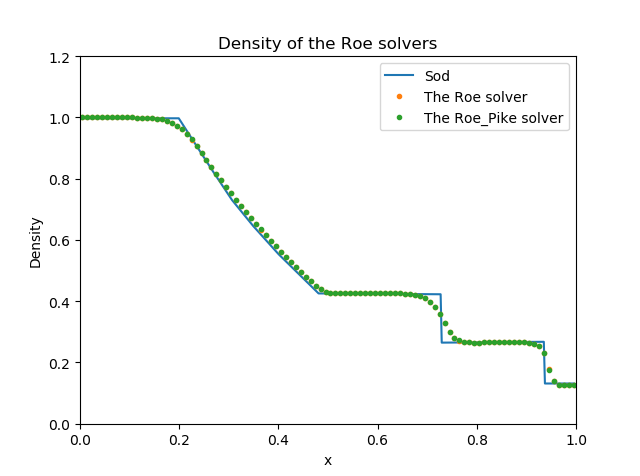 Density of the Roe solvers
Sod
The Roe solver
The Roe_Pike solver
Density
1.2
1.0
0.8
0.6
0.4
0.2
0.0
0.0 0.2 0.4 0.6 0.8 1.0
x